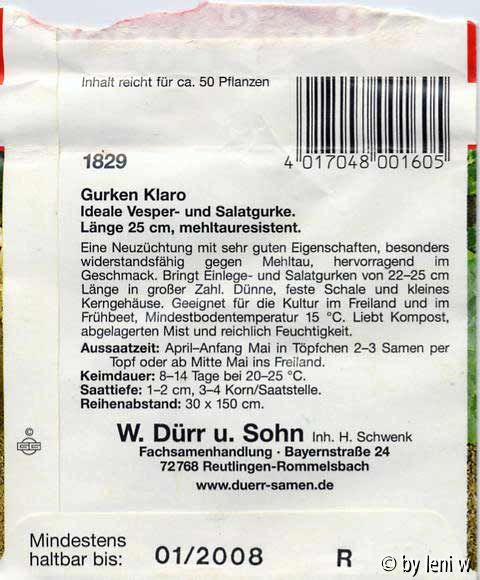 Inhalt reicht für ca. 50 Pflanzen
4 017048 001605
1829
Gurken Klaro
Ideale Vesper- und Salatgurke.
Länge 25 cm, mehltauresistent.
Eine Neuzüchtung mit sehr guten Eigenschaften, besonders
widerstandsfähig gegen Mehltau, hervorragend im
Geschmack. Bringt Einlege- und Salatgurken von 22–25 cm
Länge in großer Zahl. Dünne, feste Schale und kleines
Kerngehäuse. Geeignet für die Kultur im Freiland und im
Frühbeet, Mindestbodentemperatur 15 °C. Liebt Kompost,
abgelagerten Mist und reichlich Feuchtigkeit.
Aussaatzeit: April–Anfang Mai in Töpfchen 2–3 Samen per
Topf oder ab Mitte Mai ins Freiland.
Keimdauer: 8–14 Tage bei 20–25 °C.
Saattiefe: 1–2 cm, 3–4 Korn/Saatstelle.
Reihenabstand: 30 x 150 cm.
©
W. Dürr u. Sohn Inh. H. Schwenk
Fachsamenhandlung · Bayernstraße 24
72768 Reutlingen-Rommelsbach
www.duerr-samen.de
Mindestens
haltbar bis: 01/2008 R
© by leni w